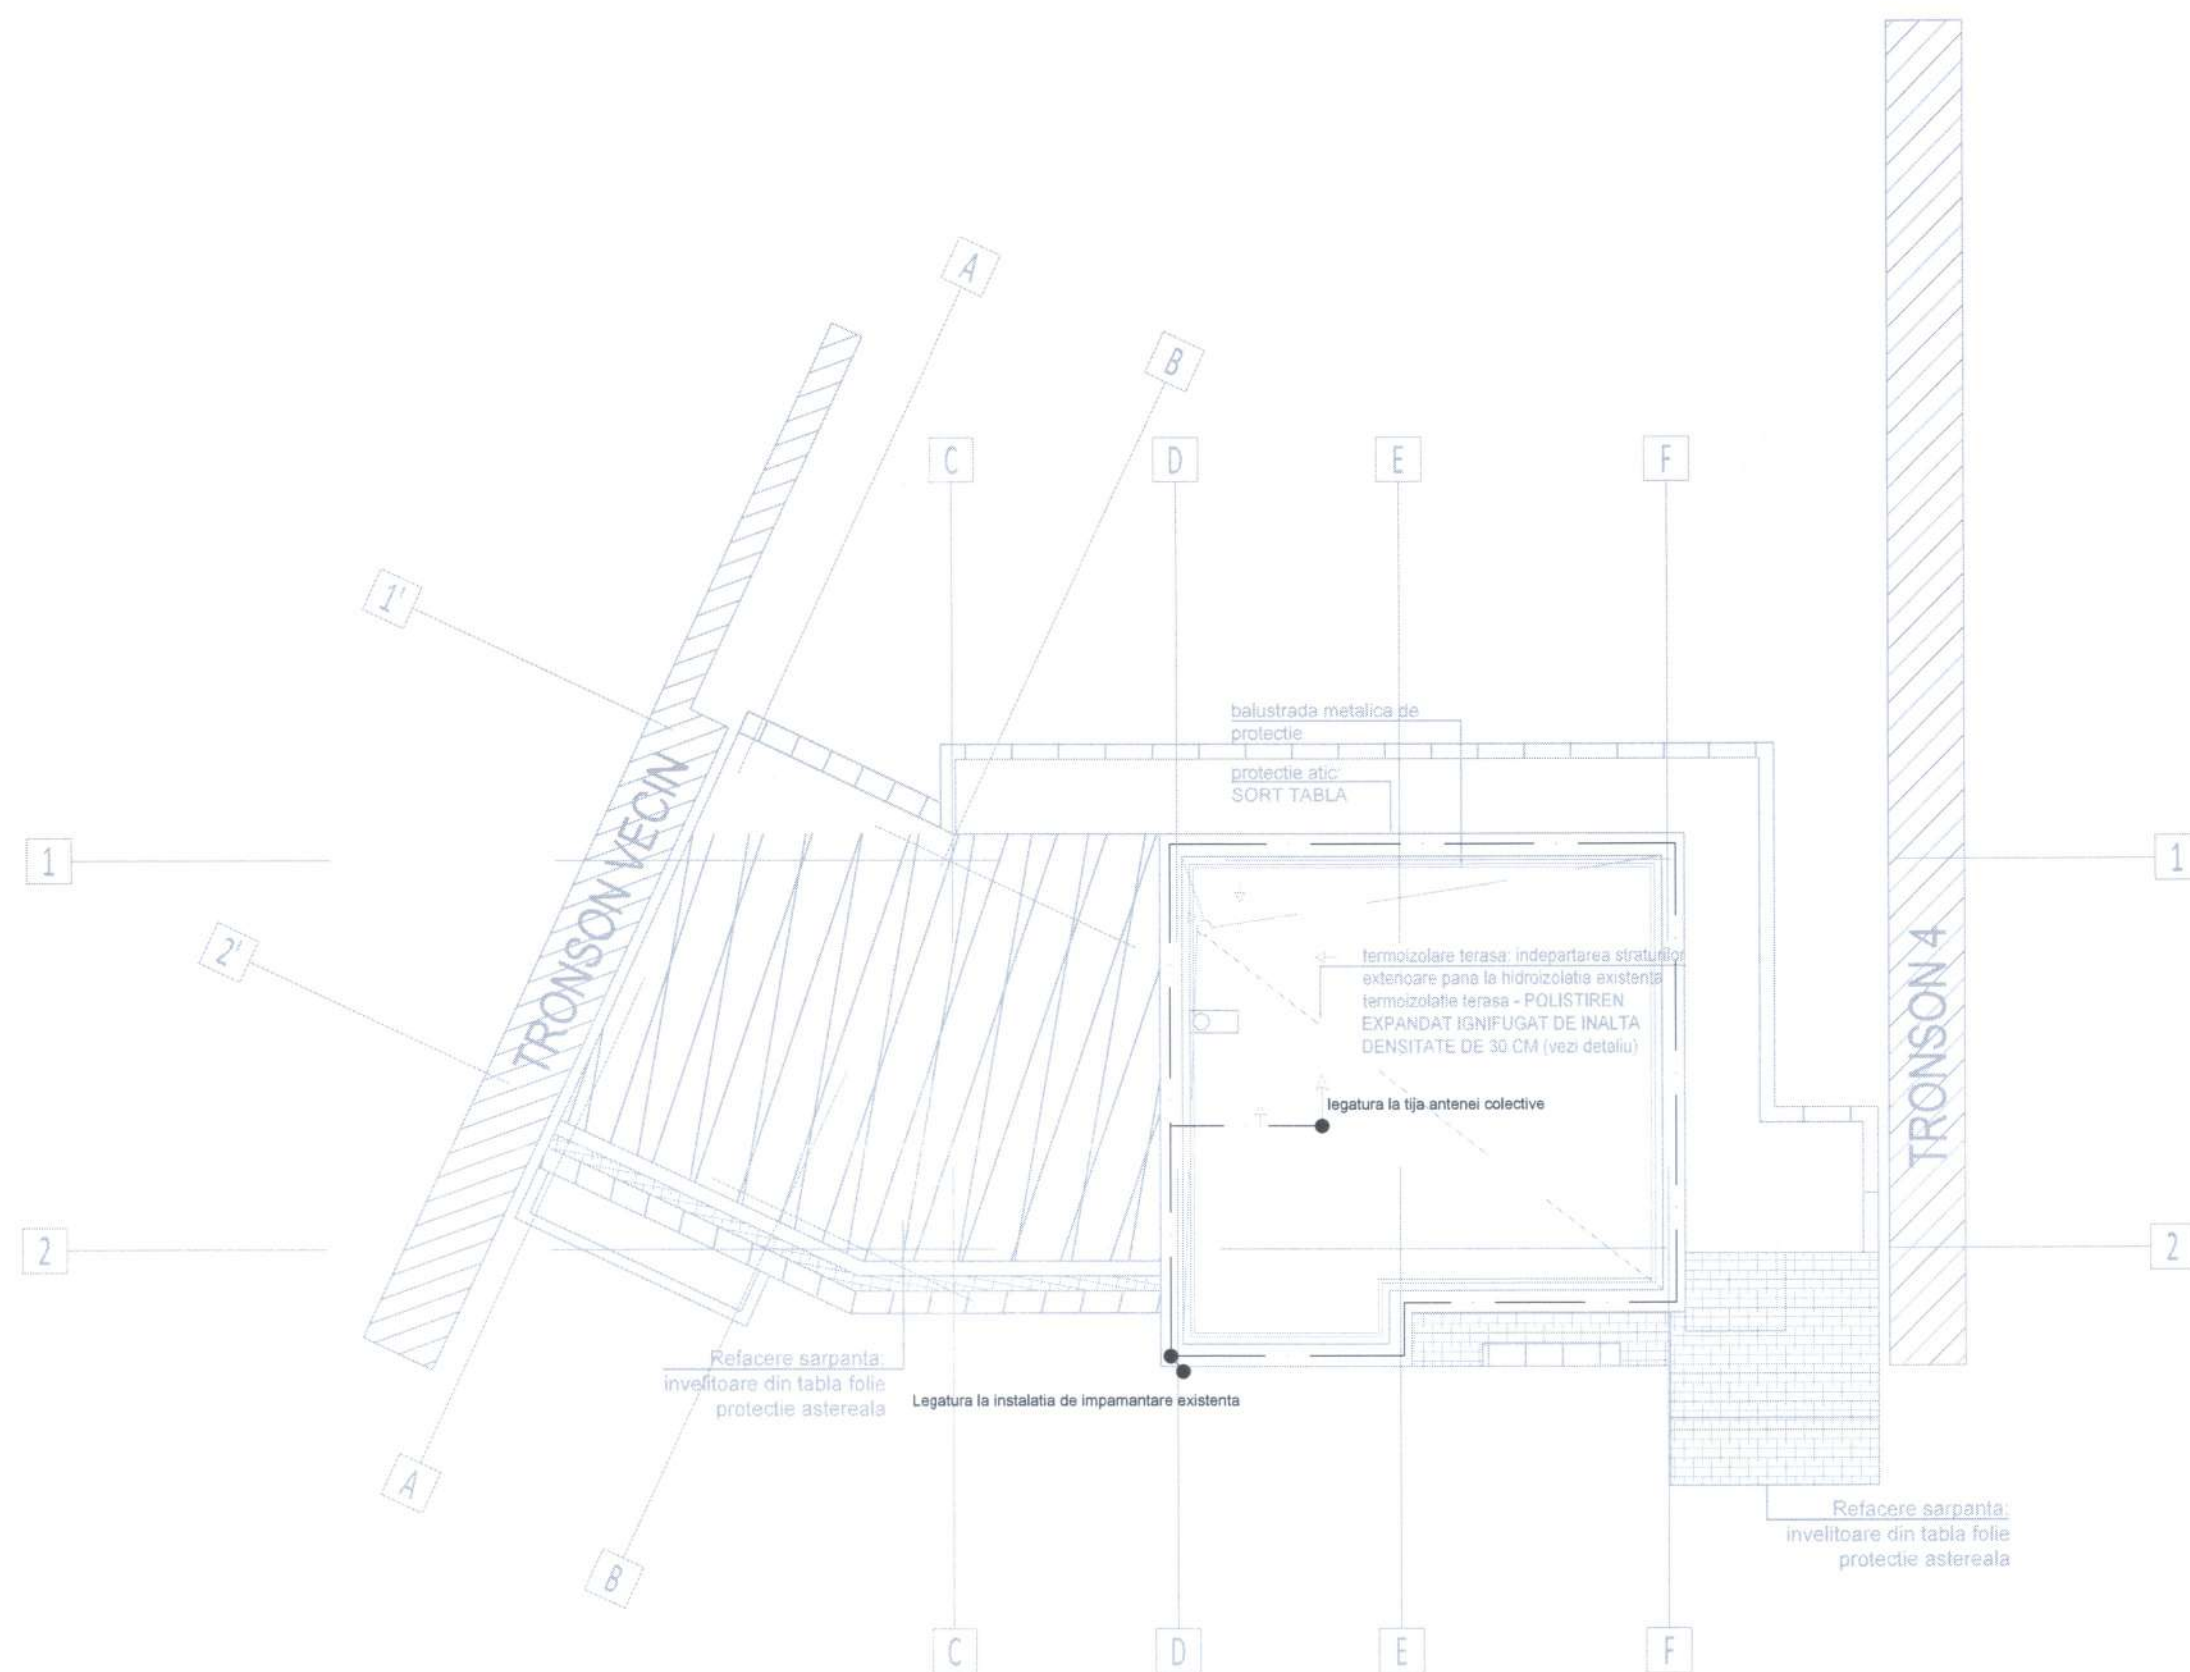 A
B
C
D
E
F
1'
balustrada metalica de
protectie
protectie atic:
SORT TABLA
TRONSON VECIN
1
1
2'
TRONSON 4
termoizolare terasa: indepartarea straturilor
exterioare pana la hidroizolatia existenta
termoizolatie terasa - POLISTIREN
EXPANDAT IGNIFUGAT DE INALTA
DENSITATE DE 30 CM (vezi detaliu)
legatura la tija antenei colective
2
2
Refacere sarpanta:
invelitoare din tabla folie
protectie astereala
Legatura la instalatia de impamantare existenta
A
Refacere sarpanta:
invelitoare din tabla folie
protectie astereala
B
C
D
E
F